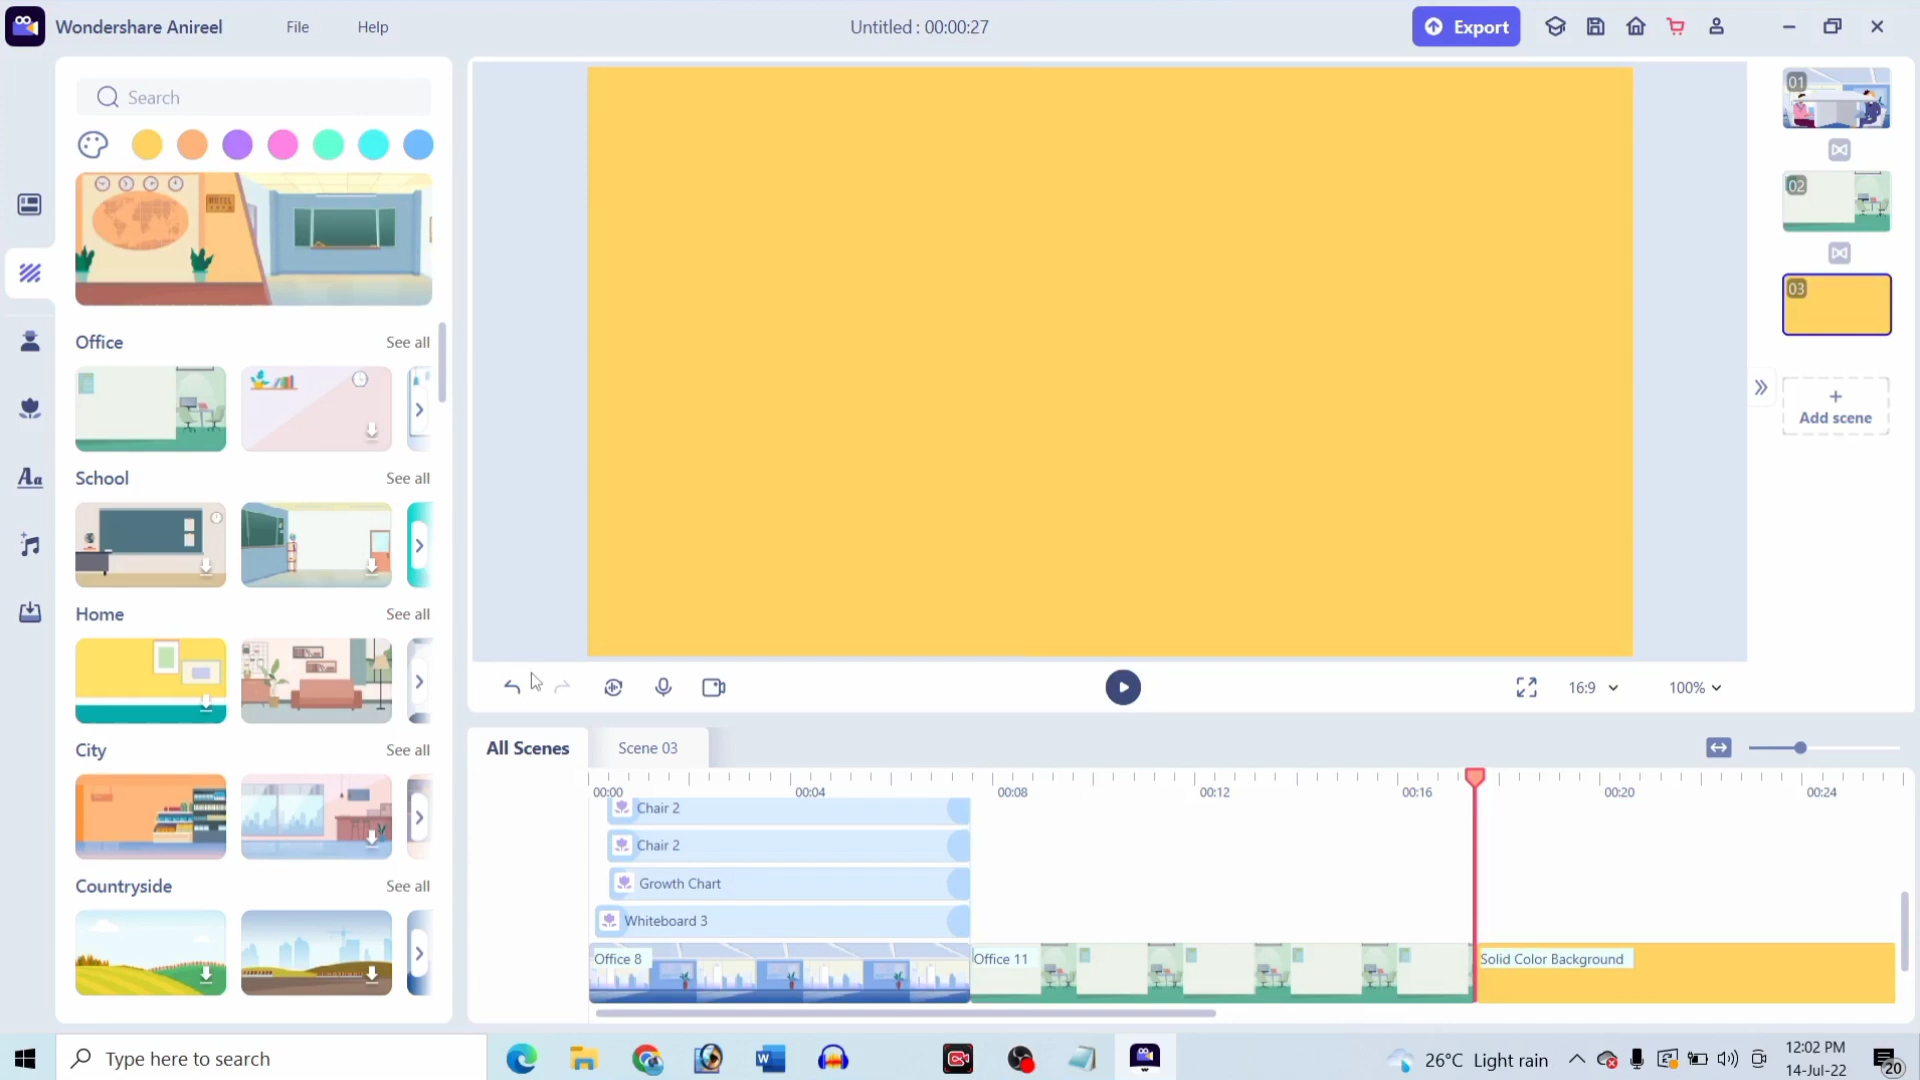 Wondershare Anireel File Help Untitled : 00:00:27 Export
Search
Office See all
School See all
Home See all
City See all
Countryside See all
01
02
03
+
Add scene
16:9 100%
All Scenes Scene 03
00:00 00:04 00:08 00:12 00:16 00:20 00:24
Chair 2
Chair 2
Growth Chart
Whiteboard 3
Office 8 Office 11 Solid Color Background
Type here to search
26°C Light rain
12:02 PM
14-Jul-22
20